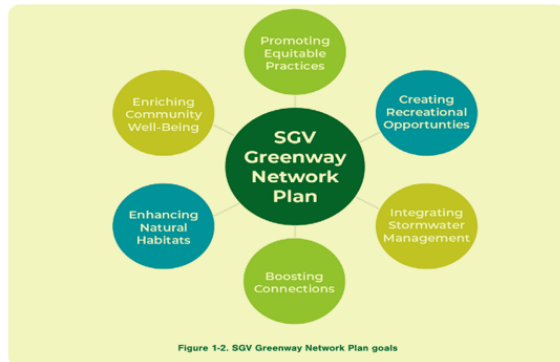 Promoting
Equitable
Practices
Enriching
Community
Well-Being
Creating
Recreational
Opportunties
SGV
Greenway
Network
Plan
Enhancing
Natural
Habitats
Integrating
Stormwater
Management
Boosting
Connections
Figure 1-2. SGV Greenway Network Plan goals